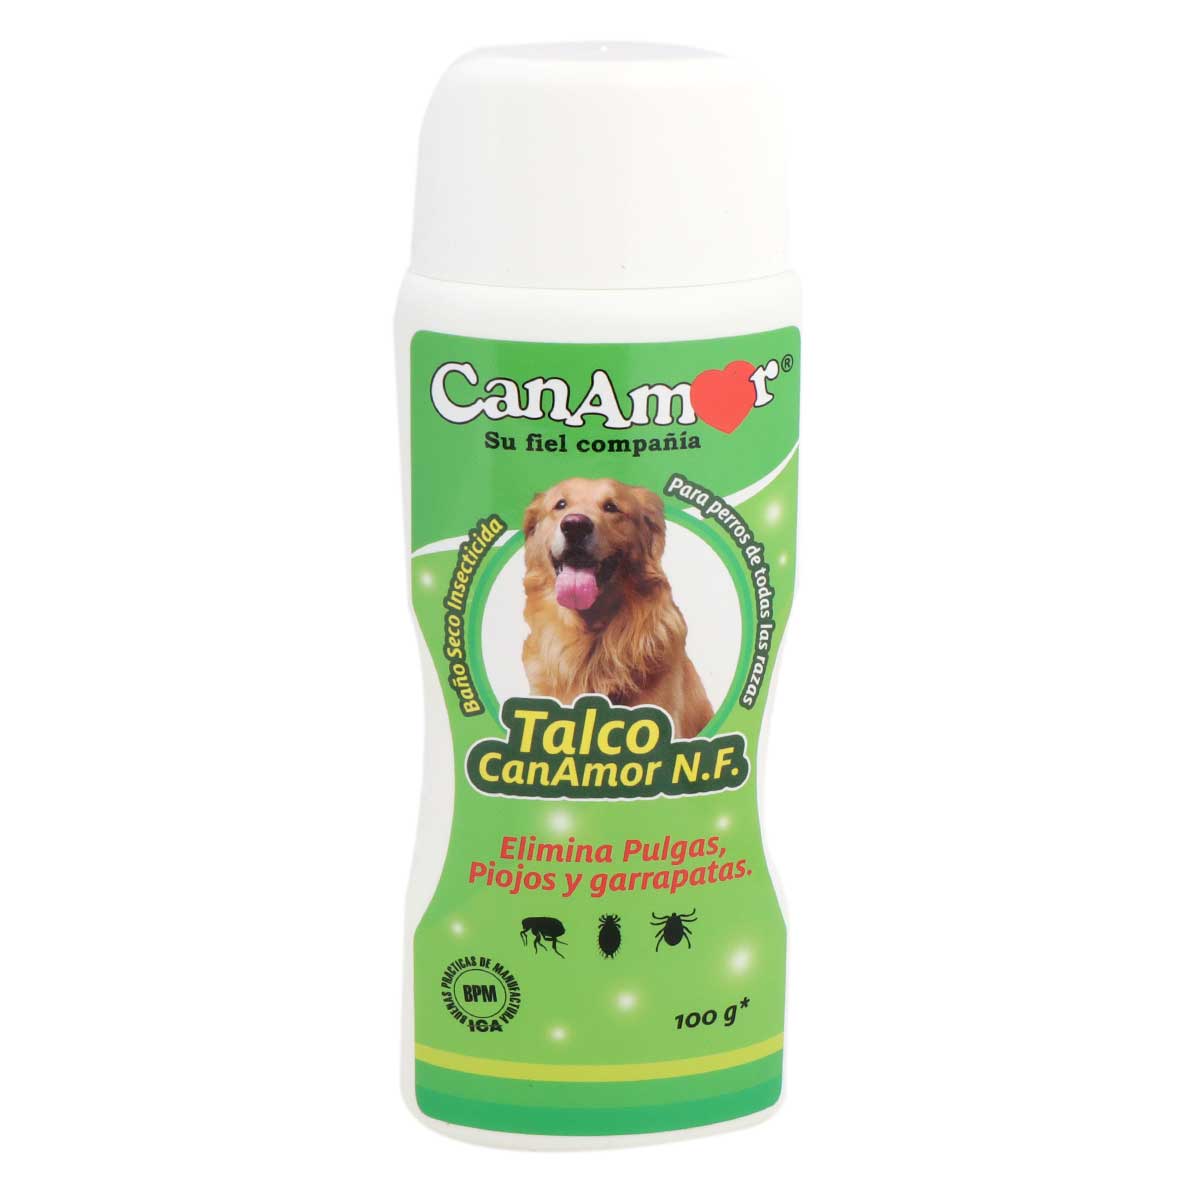 CanAmor®
Su fiel compañía
Baño Seco Insecticida
Para perros de todas las razas
Talco
CanAmor N.F.
Elimina Pulgas,
Piojos y garrapatas.
BUENAS PRACTICAS DE MANUFACTURA
BPM
ICA
100 g*